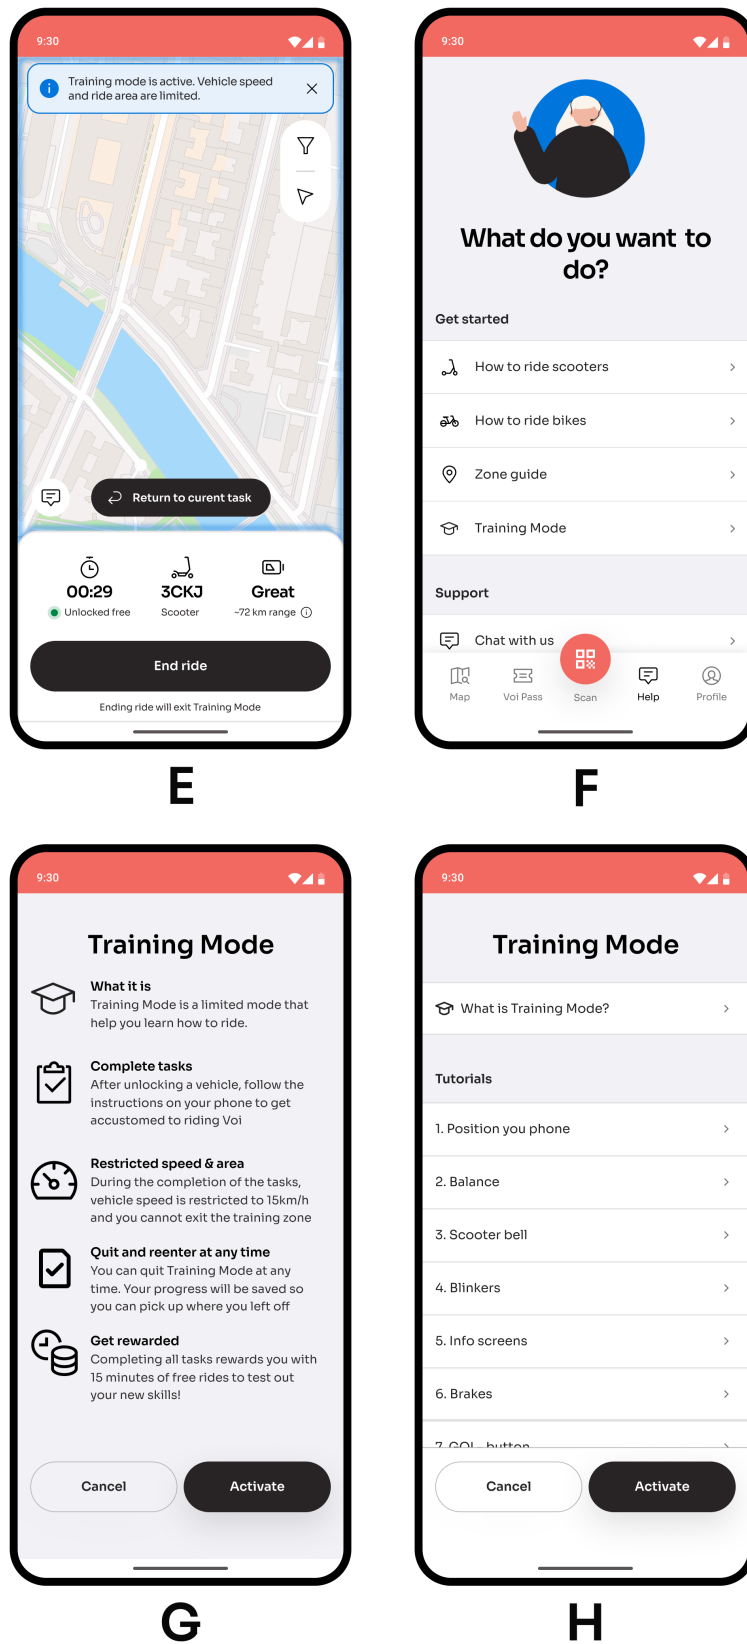 9:30
Training mode is active. Vehicle speed
and ride area are limited.
Return to curent task
00:29
Unlocked free
3CKJ
Scooter
Great
~72 km range
End ride
Ending ride will exit Training Mode
E
9:30
What do you want to
do?
Get started
How to ride scooters
How to ride bikes
Zone guide
Training Mode
Support
Chat with us
Map
Voi Pass
Scan
Help
Profile
F
9:30
Training Mode
What it is
Training Mode is a limited mode that
help you learn how to ride.
Complete tasks
After unlocking a vehicle, follow the
instructions on your phone to get
accustomed to riding Voi
Restricted speed & area
During the completion of the tasks,
vehicle speed is restricted to 15km/h
and you cannot exit the training zone
Quit and reenter at any time
You can quit Training Mode at any
time. Your progress will be saved so
you can pick up where you left off
Get rewarded
Completing all tasks rewards you with
15 minutes of free rides to test out
your new skills!
Cancel
Activate
G
9:30
Training Mode
What is Training Mode?
Tutorials
1. Position you phone
2. Balance
3. Scooter bell
4. Blinkers
5. Info screens
6. Brakes
7. GO! - button
Cancel
Activate
H